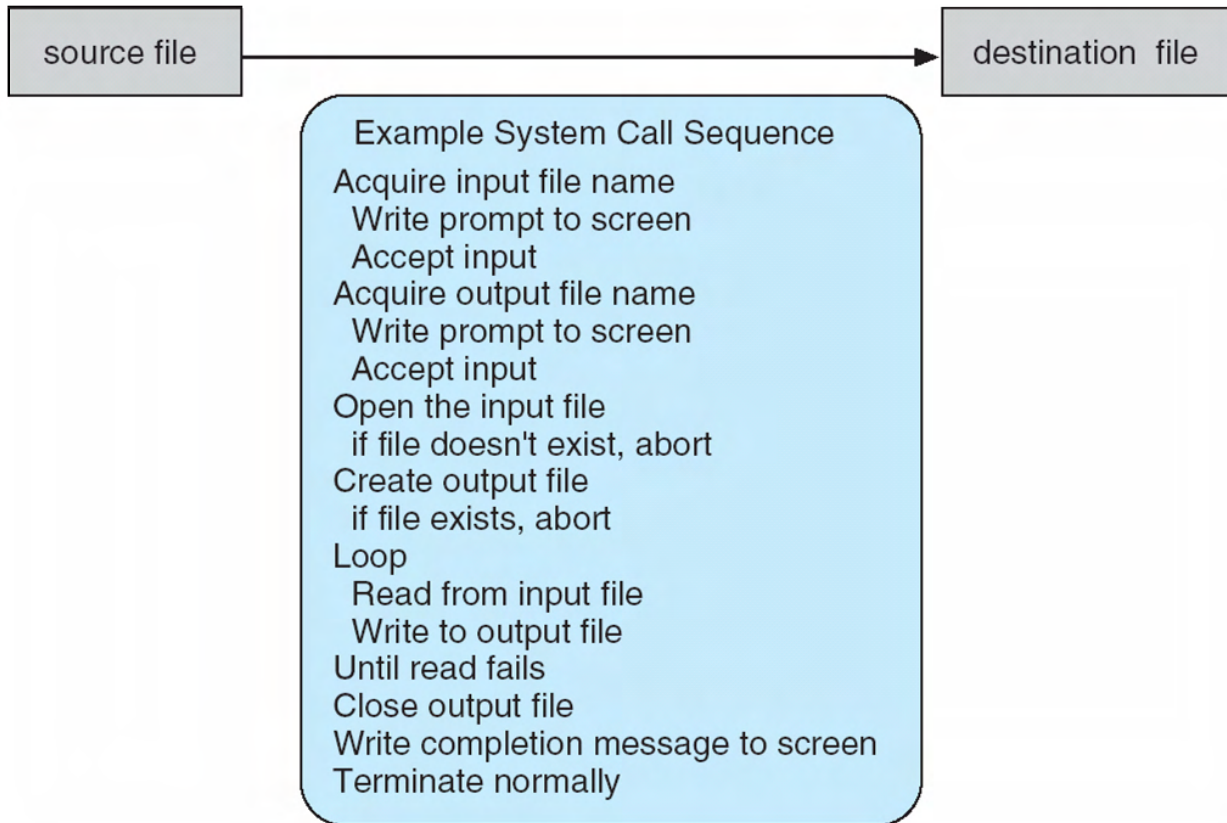 source file
destination file
Example System Call Sequence
Acquire input file name
Write prompt to screen
Accept input
Acquire output file name
Write prompt to screen
Accept input
Open the input file
if file doesn't exist, abort
Create output file
if file exists, abort
Loop
Read from input file
Write to output file
Until read fails
Close output file
Write completion message to screen
Terminate normally